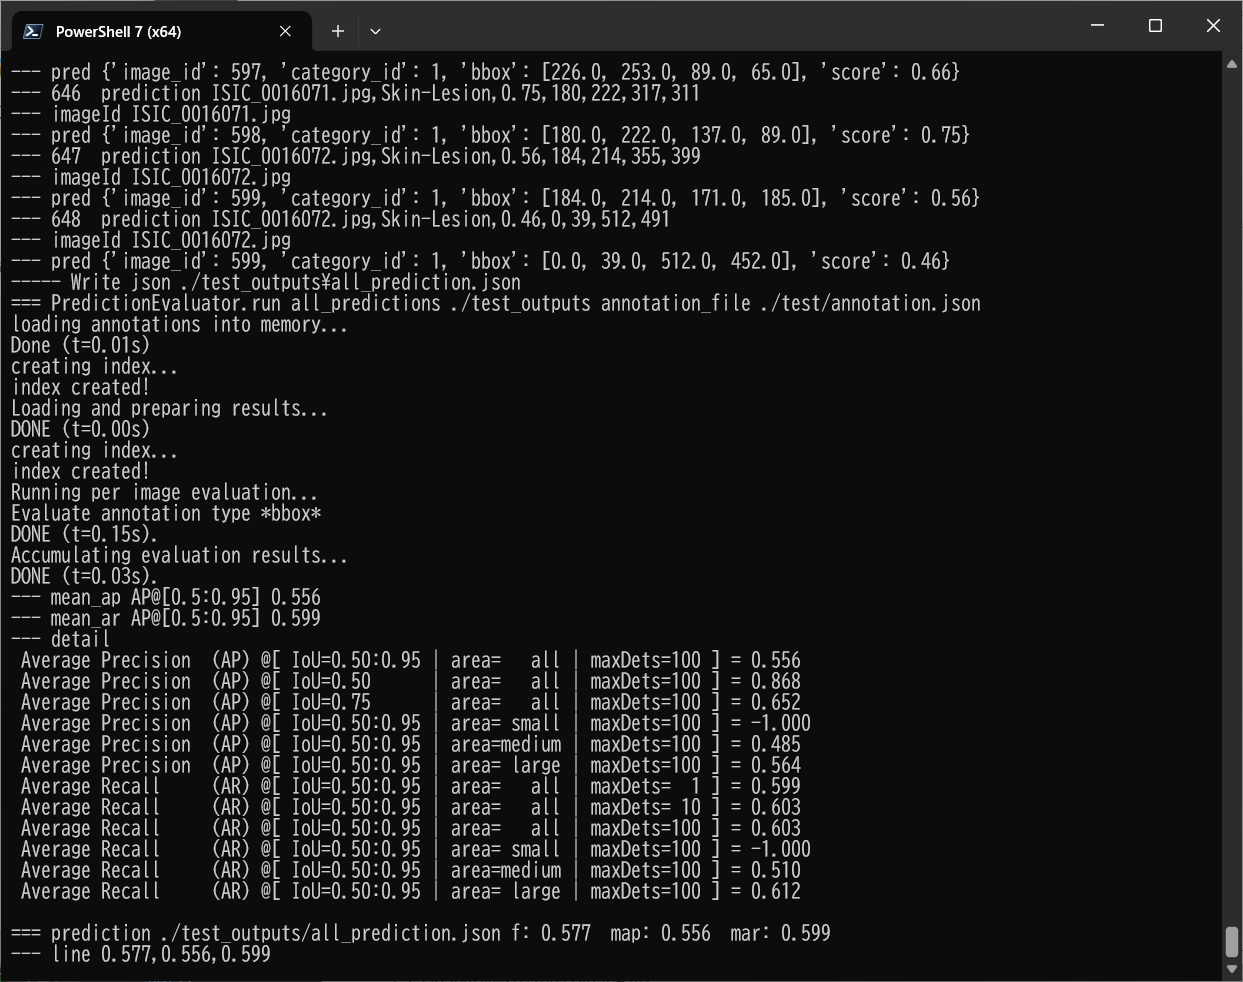 PowerShell 7 (x64)
--- pred {'image_id': 597, 'category_id': 1, 'bbox': [226.0, 253.0, 89.0, 65.0], 'score': 0.66}
--- 646  prediction ISIC_0016071.jpg,Skin-Lesion,0.75,180,222,317,311
--- imageId ISIC_0016071.jpg
--- pred {'image_id': 598, 'category_id': 1, 'bbox': [180.0, 222.0, 137.0, 89.0], 'score': 0.75}
--- 647  prediction ISIC_0016072.jpg,Skin-Lesion,0.56,184,214,355,399
--- imageId ISIC_0016072.jpg
--- pred {'image_id': 599, 'category_id': 1, 'bbox': [184.0, 214.0, 171.0, 185.0], 'score': 0.56}
--- 648  prediction ISIC_0016072.jpg,Skin-Lesion,0.46,0,39,512,491
--- imageId ISIC_0016072.jpg
--- pred {'image_id': 599, 'category_id': 1, 'bbox': [0.0, 39.0, 512.0, 452.0], 'score': 0.46}
----- Write json ./test_outputs¥all_prediction.json
=== PredictionEvaluator.run all_predictions ./test_outputs annotation_file ./test/annotation.json
loading annotations into memory...
Done (t=0.01s)
creating index...
index created!
Loading and preparing results...
DONE (t=0.00s)
creating index...
index created!
Running per image evaluation...
Evaluate annotation type *bbox*
DONE (t=0.15s).
Accumulating evaluation results...
DONE (t=0.03s).
--- mean_ap AP@[0.5:0.95] 0.556
--- mean_ar AP@[0.5:0.95] 0.599
--- detail
 Average Precision  (AP) @[ IoU=0.50:0.95 | area=   all | maxDets=100 ] = 0.556
 Average Precision  (AP) @[ IoU=0.50      | area=   all | maxDets=100 ] = 0.868
 Average Precision  (AP) @[ IoU=0.75      | area=   all | maxDets=100 ] = 0.652
 Average Precision  (AP) @[ IoU=0.50:0.95 | area= small | maxDets=100 ] = -1.000
 Average Precision  (AP) @[ IoU=0.50:0.95 | area=medium | maxDets=100 ] = 0.485
 Average Precision  (AP) @[ IoU=0.50:0.95 | area= large | maxDets=100 ] = 0.564
 Average Recall     (AR) @[ IoU=0.50:0.95 | area=   all | maxDets=  1 ] = 0.599
 Average Recall     (AR) @[ IoU=0.50:0.95 | area=   all | maxDets= 10 ] = 0.603
 Average Recall     (AR) @[ IoU=0.50:0.95 | area=   all | maxDets=100 ] = 0.603
 Average Recall     (AR) @[ IoU=0.50:0.95 | area= small | maxDets=100 ] = -1.000
 Average Recall     (AR) @[ IoU=0.50:0.95 | area=medium | maxDets=100 ] = 0.510
 Average Recall     (AR) @[ IoU=0.50:0.95 | area= large | maxDets=100 ] = 0.612
=== prediction ./test_outputs/all_prediction.json f: 0.577  map: 0.556  mar: 0.599
--- line 0.577,0.556,0.599